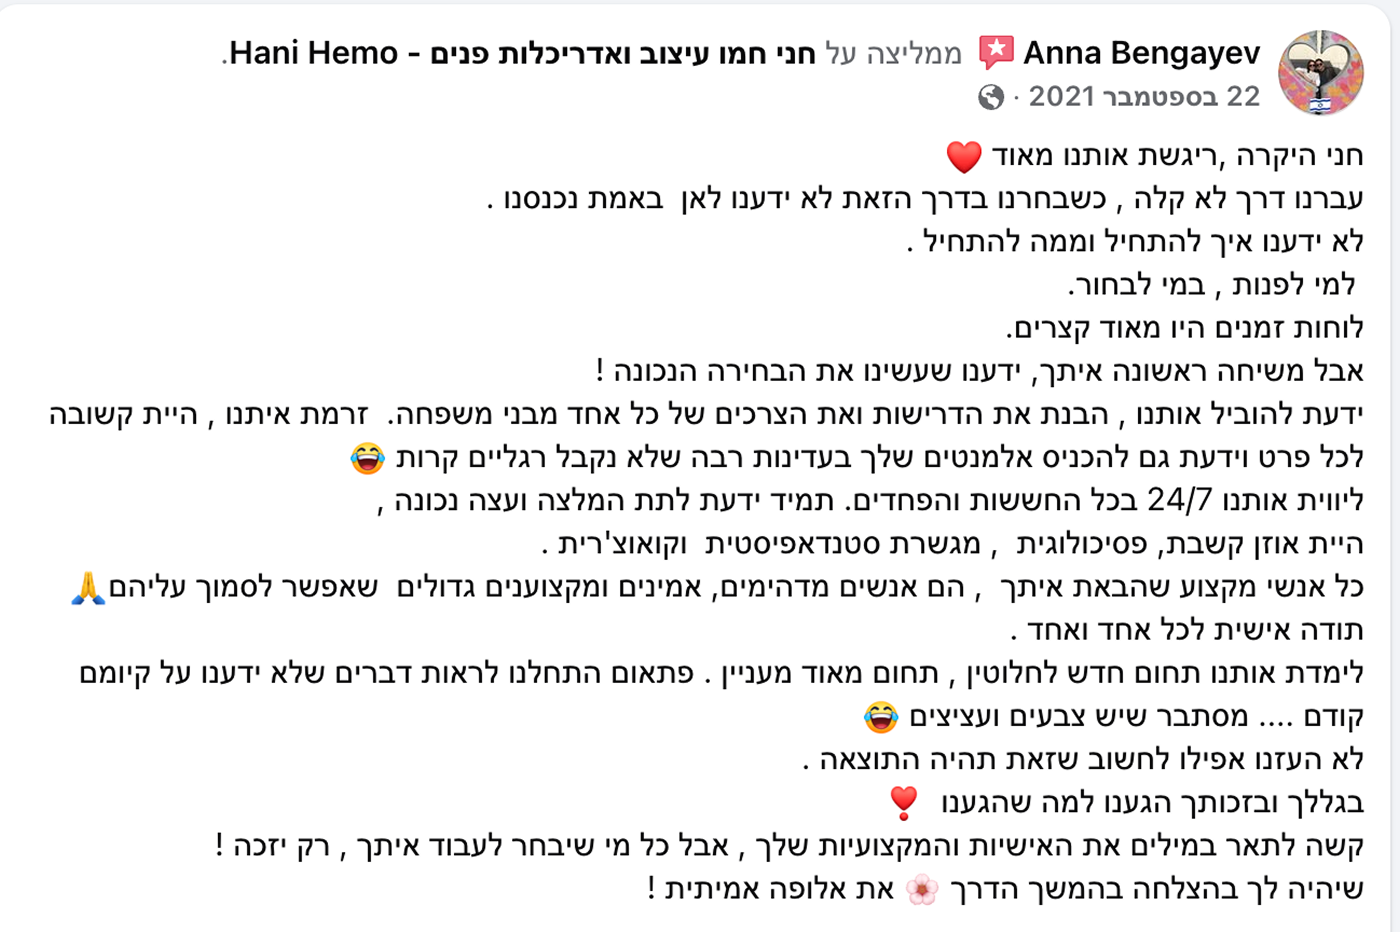 Anna Bengayev ממליצה על חני חמו עיצוב ואדריכלות פנים - Hani Hemo.
22 בספטמבר 2021 ·
חני היקרה ,ריגשת אותנו מאוד ❤️
עברנו דרך לא קלה , כשבחרנו בדרך הזאת לא ידענו לאן באמת נכנסנו .
לא ידענו איך להתחיל וממה להתחיל .
למי לפנות , במי לבחור.
לוחות זמנים היו מאוד קצרים.
אבל משיחה ראשונה איתך, ידענו שעשינו את הבחירה הנכונה !
ידעת להוביל אותנו , הבנת את הדרישות ואת הצרכים של כל אחד מבני משפחה. זרמת איתנו , היית קשובה
לכל פרט וידעת גם להכניס אלמנטים שלך בעדינות רבה שלא נקבל רגליים קרות 😂
ליווית אותנו 24/7 בכל החששות והפחדים. תמיד ידעת לתת המלצה ועצה נכונה ,
היית אוזן קשבת, פסיכולוגית , מגשרת סטנדאפיסטית וקואוצ'רית .
כל אנשי מקצוע שהבאת איתך , הם אנשים מדהימים, אמינים ומקצוענים גדולים שאפשר לסמוך עליהם🙏
תודה אישית לכל אחד ואחד .
לימדת אותנו תחום חדש לחלוטין , תחום מאוד מעניין . פתאום התחלנו לראות דברים שלא ידענו על קיומם
קודם .... מסתבר שיש צבעים ועציצים 😂
לא העזנו אפילו לחשוב שזאת תהיה התוצאה .
בגללך ובזכותך הגענו למה שהגענו ❣️
קשה לתאר במילים את האישיות והמקצועיות שלך , אבל כל מי שיבחר לעבוד איתך , רק יזכה !
שיהיה לך בהצלחה בהמשך הדרך 🌸 את אלופה אמיתית !